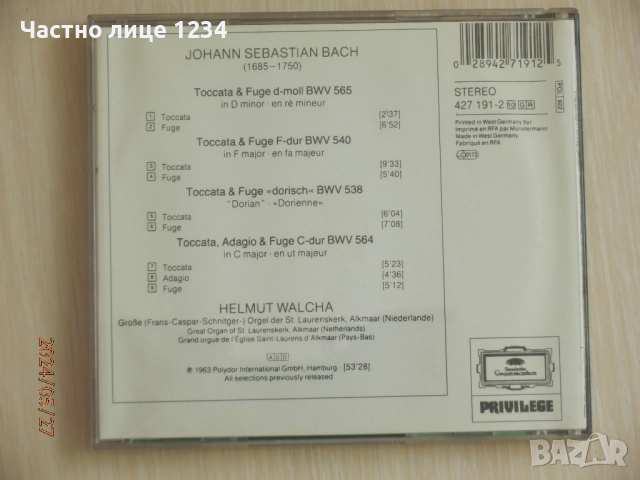 Частно лице 1234
JOHANN SEBASTIAN BACH
(1685–1750)
Toccata & Fuge d-moll BWV 565
in D minor · en ré mineur
1 Toccata [2'37]
2 Fuge [6'52]
Toccata & Fuge F-dur BWV 540
in F major · en fa majeur
3 Toccata [9'33]
4 Fuge [5'40]
Toccata & Fuge »dorisch« BWV 538
"Dorian" · «Dorienne»
5 Toccata [6'04]
6 Fuge [7'08]
Toccata, Adagio & Fuge C-dur BWV 564
in C major · en ut majeur
7 Toccata [5'23]
8 Adagio [4'36]
9 Fuge [5'12]
HELMUT WALCHA
Große (Frans-Caspar-Schnitger-) Orgel der St. Laurenskerk, Alkmaar (Niederlande)
Great Organ of St. Laurenskerk, Alkmaar (Netherlands)
Grand orgue de l'Église Saint-Laurens d'Alkmaar (Pays-Bas)
ADD
℗ 1963 Polydor International GmbH, Hamburg [53'28]
All selections previously released
0 28942 71912 5
STEREO
427 191-2 GR
Printed in West Germany by/
Imprimé en RFA par Münstermann
Made in West Germany
Fabriqué en RFA
LC 0173
Deutsche
Grammophon
PRIVILEGE
2024/05/27
BAZAR